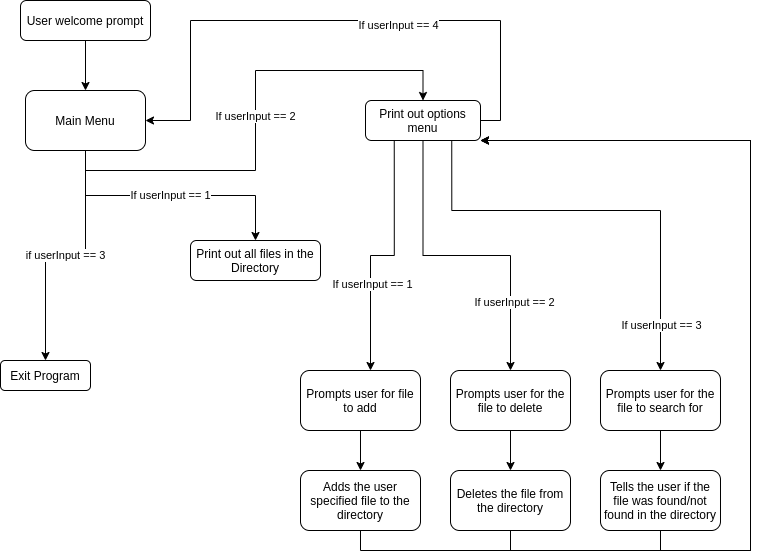 User welcome prompt
If userInput == 4
Main Menu
If userInput == 2
Print out options
menu
If userInput == 1
if userInput == 3
Print out all files in the
Directory
If userInput == 1
If userInput == 2
If userInput == 3
Exit Program
Prompts user for file
to add
Prompts user for the
file to delete
Prompts user for the
file to search for
Adds the user
specified file to the
directory
Deletes the file from
the directory
Tells the user if the
file was found/not
found in the directory